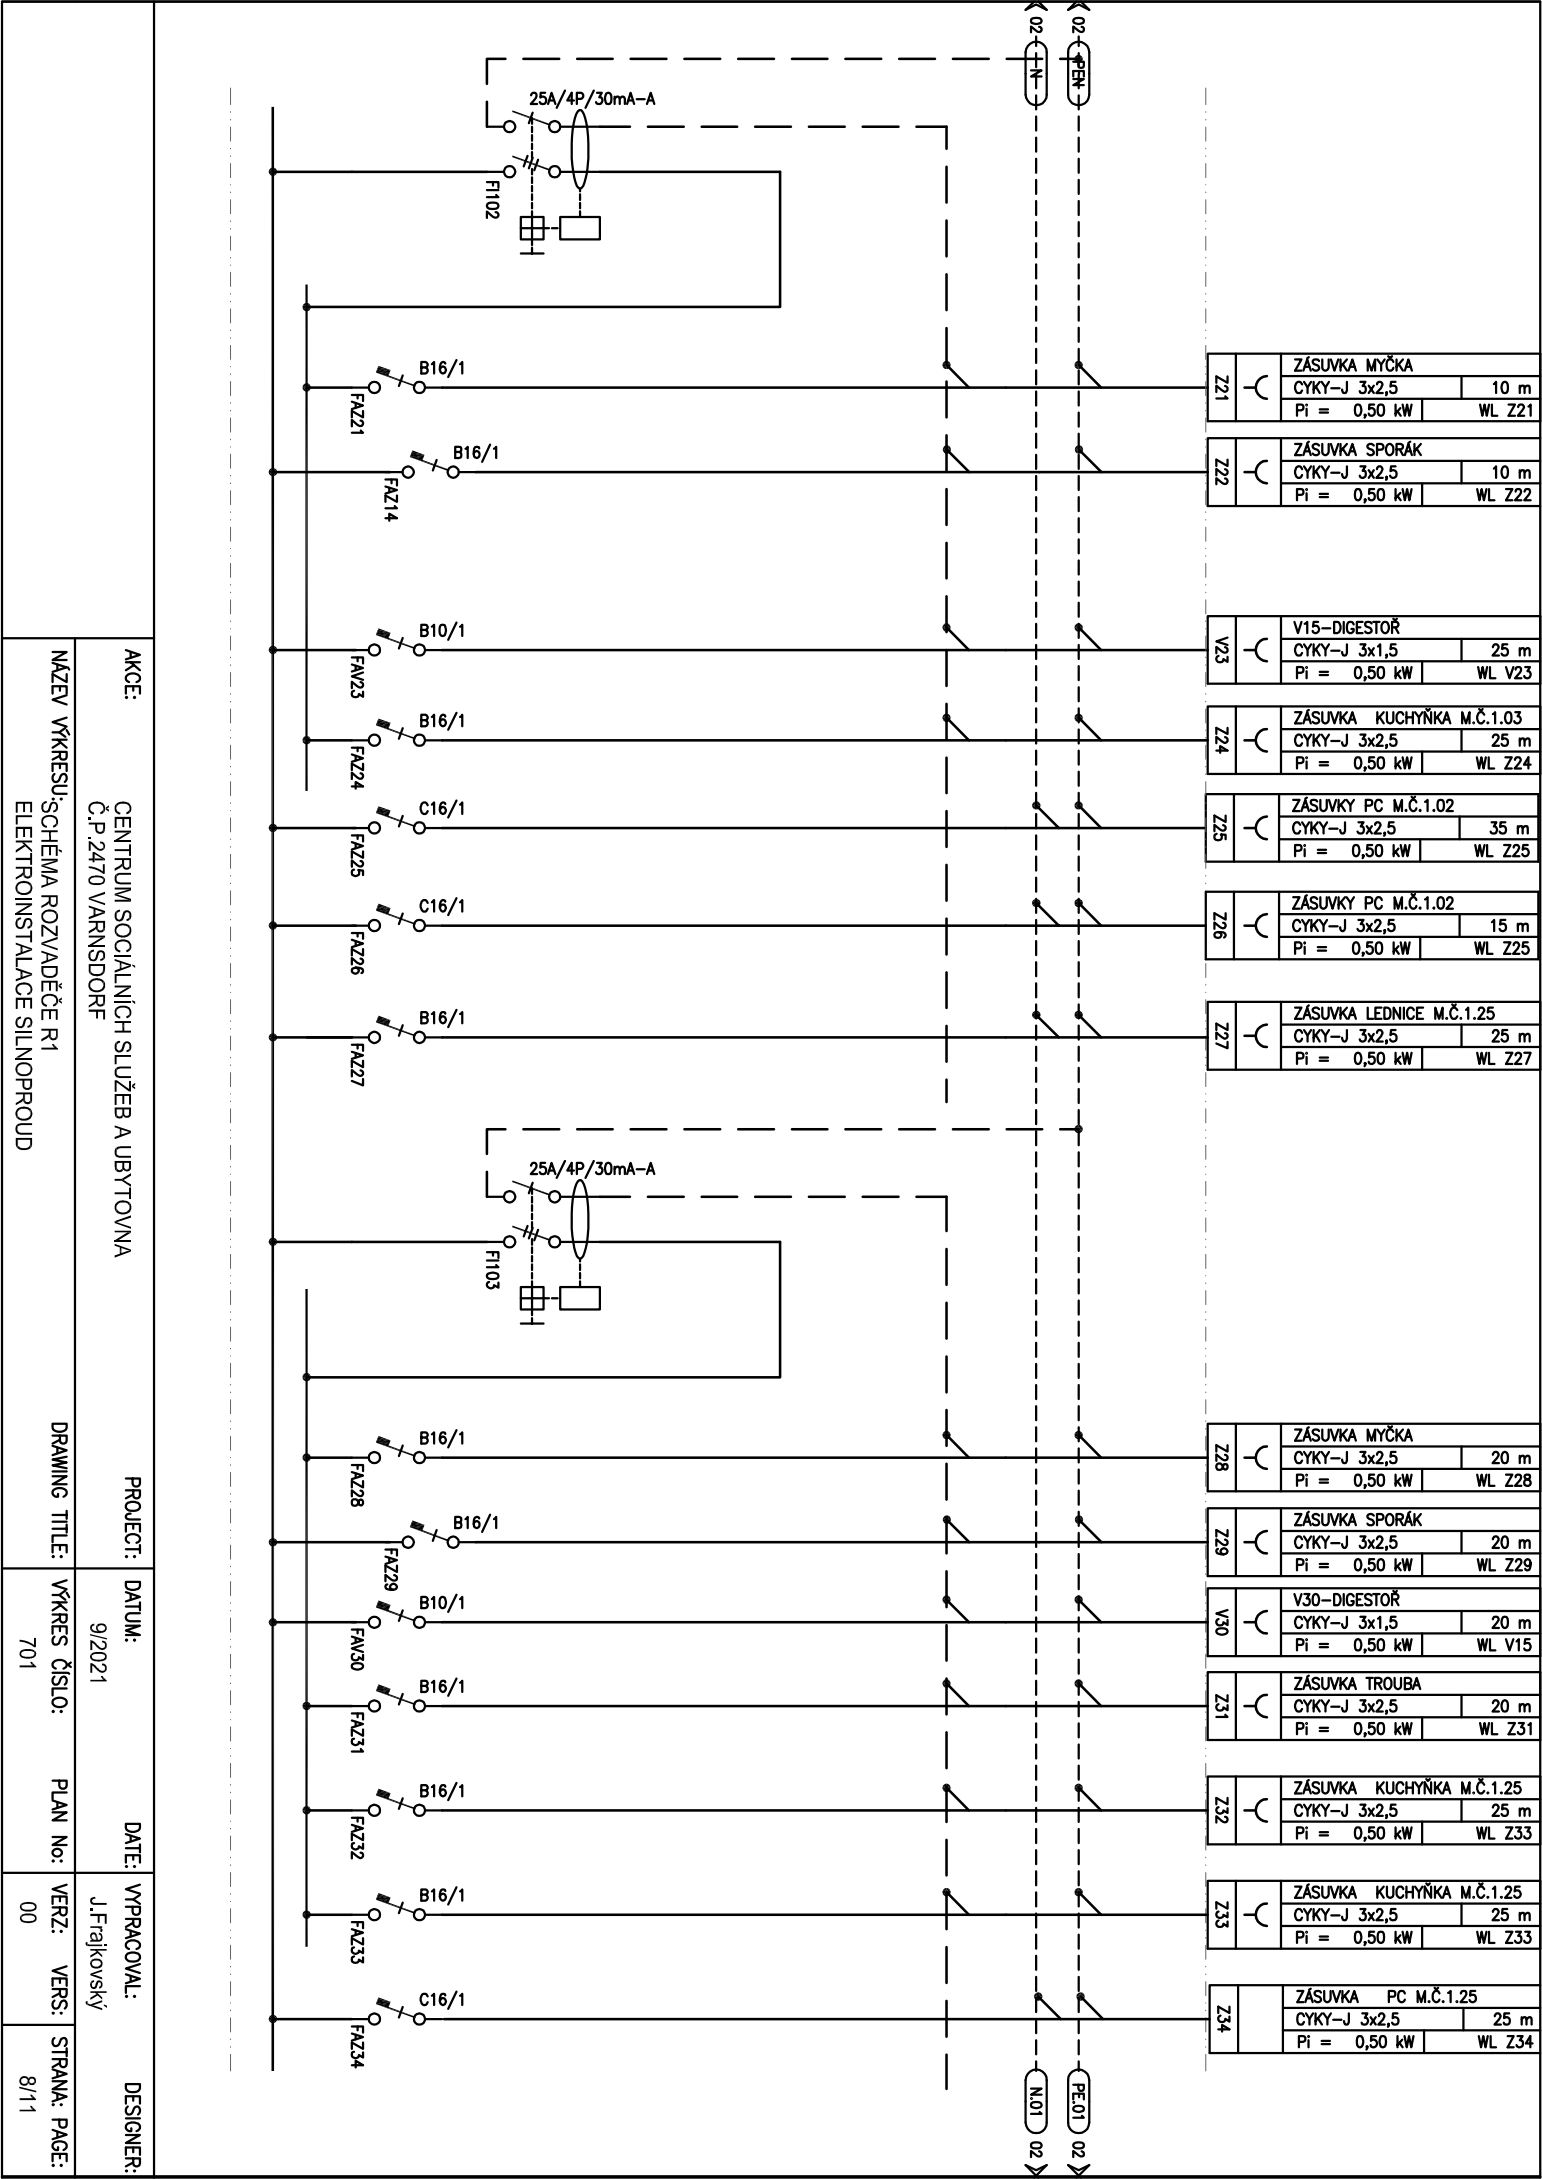 02
N
02
PEN
25A/4P/30mA-A
FI102
B16/1
FAZ21
Z21
ZÁSUVKA MYČKA
CYKY-J 3x2,5
10 m
Pi = 0,50 kW
WL Z21
B16/1
FAZ14
Z22
ZÁSUVKA SPORÁK
CYKY-J 3x2,5
10 m
Pi = 0,50 kW
WL Z22
B10/1
FAV23
V23
V15-DIGESTOŘ
CYKY-J 3x1,5
25 m
Pi = 0,50 kW
WL V23
B16/1
FAZ24
Z24
ZÁSUVKA KUCHYŇKA M.Č.1.03
CYKY-J 3x2,5
25 m
Pi = 0,50 kW
WL Z24
C16/1
FAZ25
Z25
ZÁSUVKY PC M.Č.1.02
CYKY-J 3x2,5
35 m
Pi = 0,50 kW
WL Z25
C16/1
FAZ26
Z26
ZÁSUVKY PC M.Č.1.02
CYKY-J 3x2,5
15 m
Pi = 0,50 kW
WL Z25
B16/1
FAZ27
Z27
ZÁSUVKA LEDNICE M.Č.1.25
CYKY-J 3x2,5
25 m
Pi = 0,50 kW
WL Z27
25A/4P/30mA-A
FI103
B16/1
FAZ28
Z28
ZÁSUVKA MYČKA
CYKY-J 3x2,5
20 m
Pi = 0,50 kW
WL Z28
B16/1
FAZ29
Z29
ZÁSUVKA SPORÁK
CYKY-J 3x2,5
20 m
Pi = 0,50 kW
WL Z29
B10/1
FAV30
V30
V30-DIGESTOŘ
CYKY-J 3x1,5
20 m
Pi = 0,50 kW
WL V15
B16/1
FAZ31
Z31
ZÁSUVKA TROUBA
CYKY-J 3x2,5
20 m
Pi = 0,50 kW
WL Z31
B16/1
FAZ32
Z32
ZÁSUVKA KUCHYŇKA M.Č.1.25
CYKY-J 3x2,5
25 m
Pi = 0,50 kW
WL Z33
B16/1
FAZ33
Z33
ZÁSUVKA KUCHYŇKA M.Č.1.25
CYKY-J 3x2,5
25 m
Pi = 0,50 kW
WL Z33
C16/1
FAZ34
Z34
ZÁSUVKA PC M.Č.1.25
CYKY-J 3x2,5
25 m
Pi = 0,50 kW
WL Z34
N.01
02
PE.01
02
AKCE:
PROJECT:
CENTRUM SOCIÁLNÍCH SLUŽEB A UBYTOVNA
Č.P.2470 VARNSDORF
NÁZEV VÝKRESU:
DRAWING TITLE:
SCHÉMA ROZVADĚČE R1
ELEKTROINSTALACE SILNOPROUD
DATUM:
DATE:
9/2021
VÝKRES ČÍSLO:
PLAN No:
701
VYPRACOVAL:
DESIGNER:
J.Frajkovský
VERZ:
VERS:
00
STRANA:
PAGE:
8/11